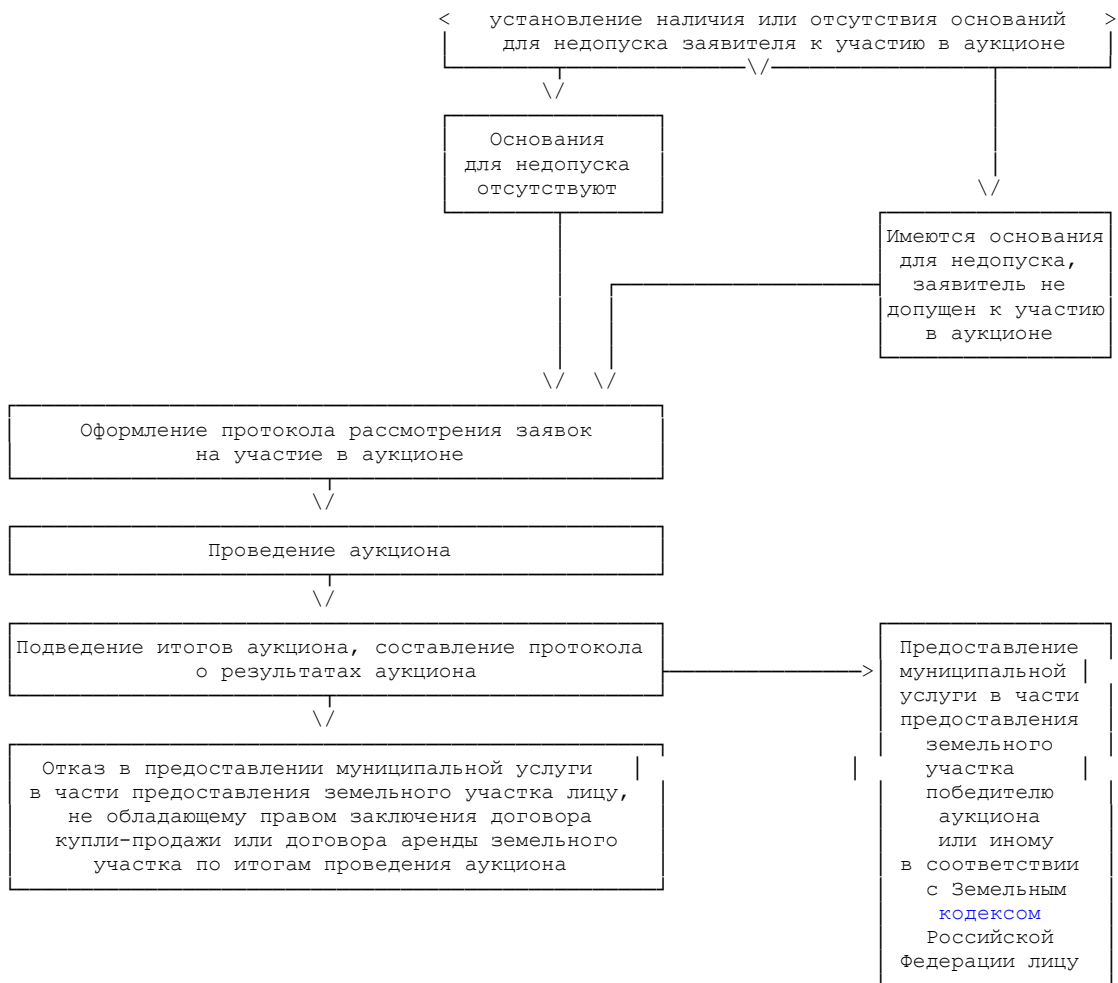 установление наличия или отсутствия оснований
для недопуска заявителя к участию в аукционе
Основания
для недопуска
отсутствуют
Имеются основания
для недопуска,
заявитель не
допущен к участию
в аукционе
Оформление протокола рассмотрения заявок
на участие в аукционе
Проведение аукциона
Подведение итогов аукциона, составление протокола
о результатах аукциона
Предоставление
муниципальной
услуги в части
предоставления
земельного
участка
победителю
аукциона
или иному
в соответствии
с Земельным
кодексом
Российской
Федерации лицу
Отказ в предоставлении муниципальной услуги
в части предоставления земельного участка лицу,
не обладающему правом заключения договора
купли-продажи или договора аренды земельного
участка по итогам проведения аукциона